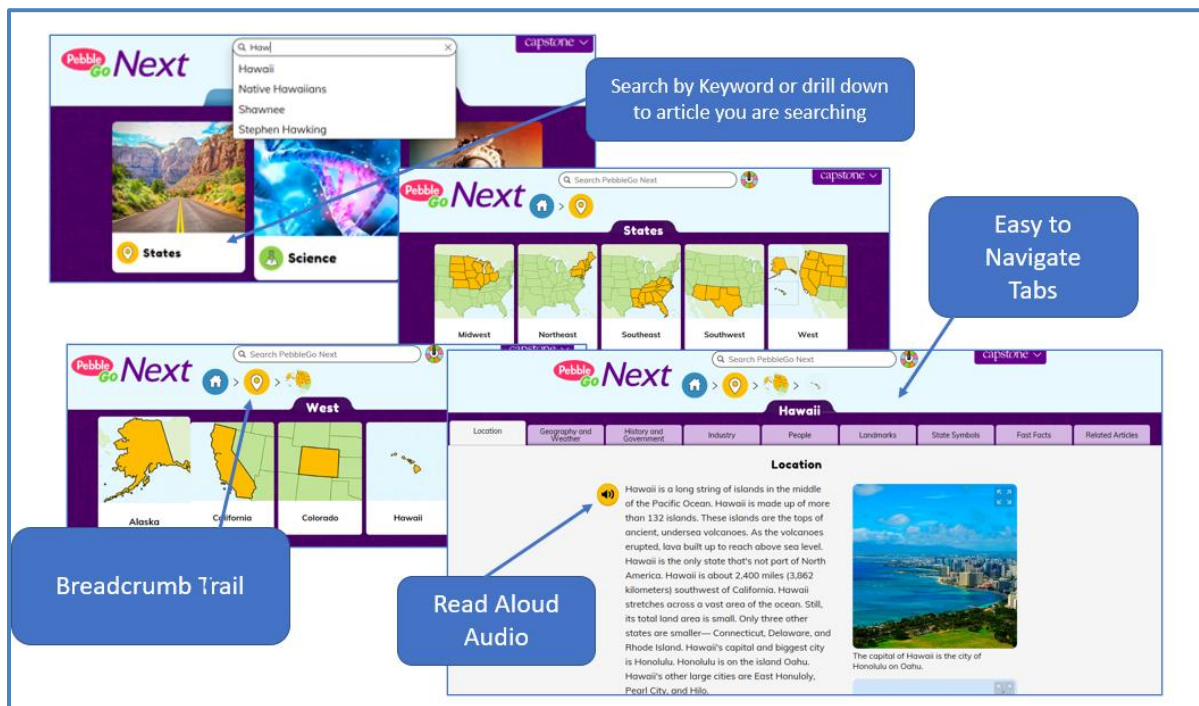 Pebble Go Next
Haw
Hawaii
Native Hawaiians
Shawnee
Stephen Hawking
capstone
States
Science
Search by Keyword or drill down
to article you are searching
Pebble Go Next
Search PebbleGo Next
capstone
States
Midwest
Northeast
Southeast
Southwest
West
Easy to
Navigate
Tabs
Pebble Go Next
Search PebbleGo Next
capstone
West
Alaska
California
Colorado
Hawaii
Breadcrumb Trail
Pebble Go Next
Search PebbleGo Next
capstone
Hawaii
Location
Geography and
Weather
History and
Government
Industry
People
Landmarks
State Symbols
Fast Facts
Related Articles
Location
Hawaii is a long string of islands in the middle
of the Pacific Ocean. Hawaii is made up of more
than 132 islands. These islands are the tops of
ancient, undersea volcanoes. As the volcanoes
erupted, lava built up to reach above sea level.
Hawaii is the only state that's not part of North
America. Hawaii is about 2,400 miles (3,862
kilometers) southwest of California. Hawaii
stretches across a vast area of the ocean. Still,
its total land area is small. Only three other
states are smaller— Connecticut, Delaware, and
Rhode Island. Hawaii's capital and biggest city
is Honolulu. Honolulu is on the island Oahu.
Hawaii's other large cities are East Honuloly,
Pearl City, and Hilo.
The capital of Hawaii is the city of
Honolulu on Oahu.
Read Aloud
Audio